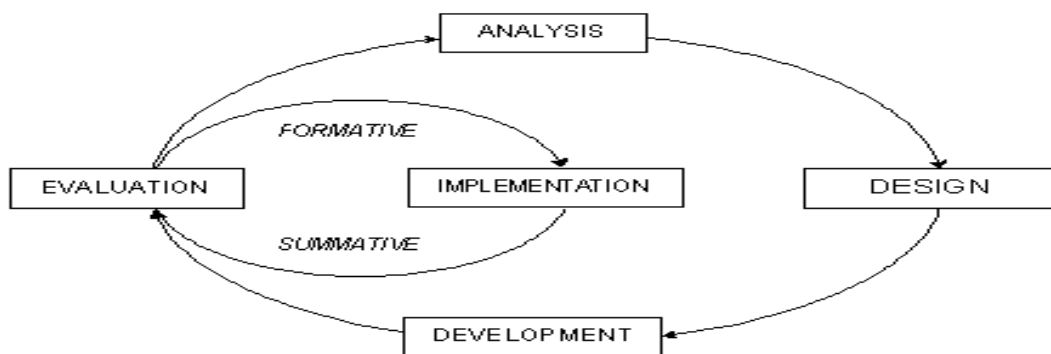 ANALYSIS
FORMATIVE
EVALUATION
IMPLEMENTATION
DESIGN
SUMMATIVE
DEVELOPMENT